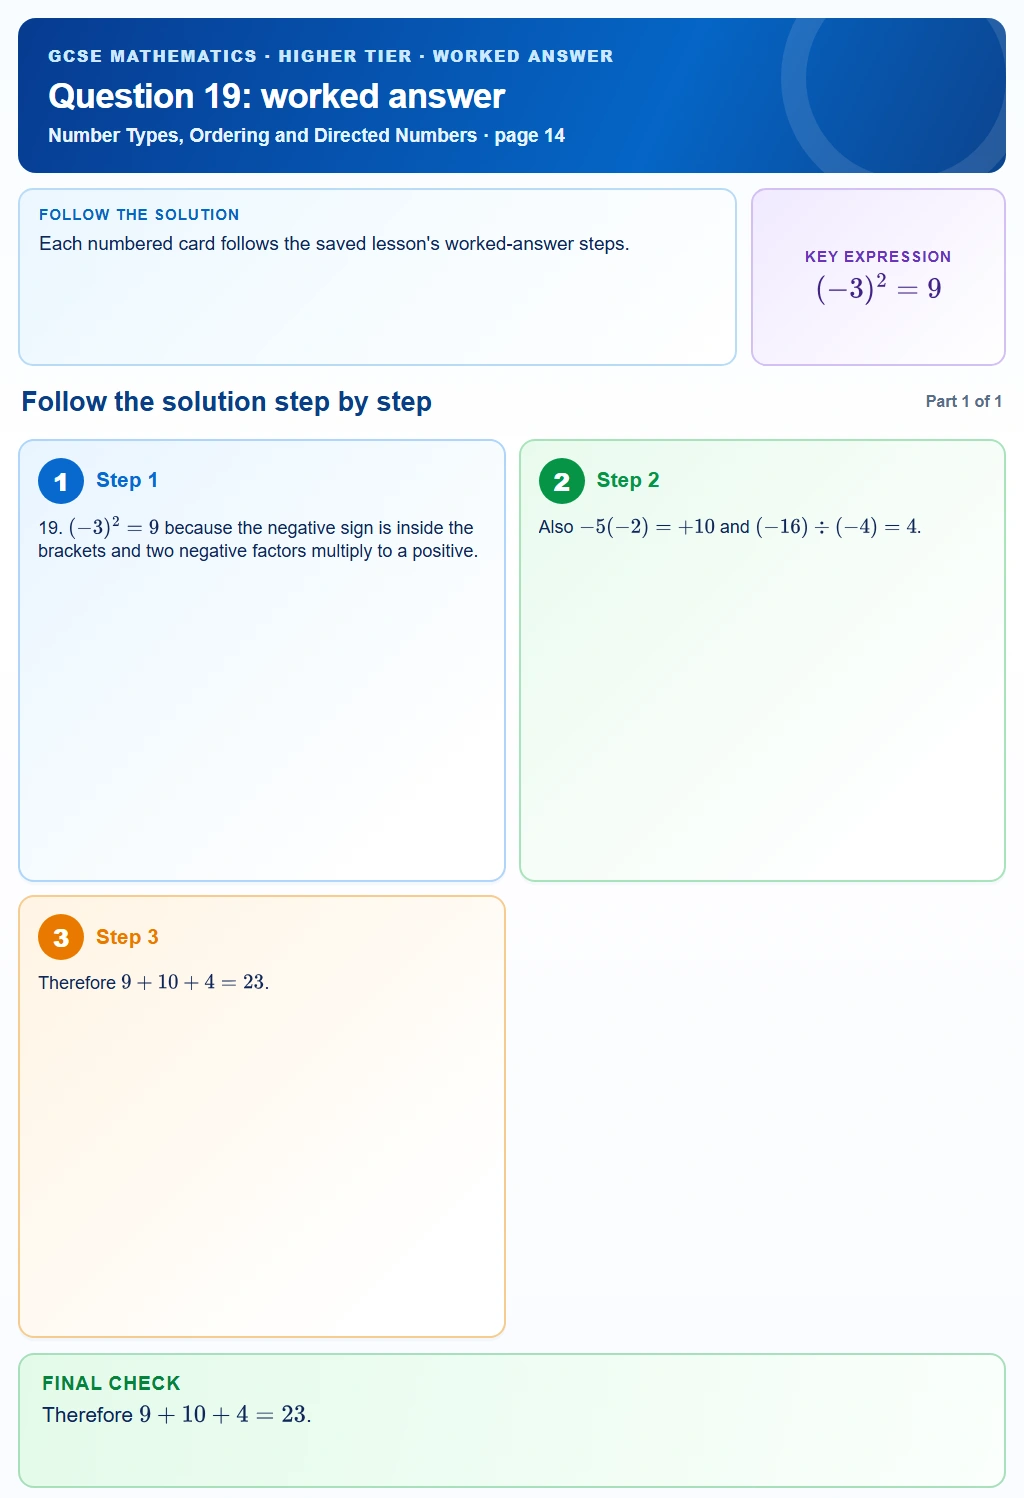 GCSE MATHEMATICS · HIGHER TIER · WORKED ANSWER
Question 19: worked answer
Number Types, Ordering and Directed Numbers · page 14
FOLLOW THE SOLUTION
Each numbered card follows the saved lesson's worked-answer steps.
KEY EXPRESSION
(−3)² = 9
Follow the solution step by step
Part 1 of 1
1 Step 1
19. (−3)² = 9 because the negative sign is inside the
brackets and two negative factors multiply to a positive.
2 Step 2
Also −5(−2) = +10 and (−16) ÷ (−4) = 4.
3 Step 3
Therefore 9 + 10 + 4 = 23.
FINAL CHECK
Therefore 9 + 10 + 4 = 23.